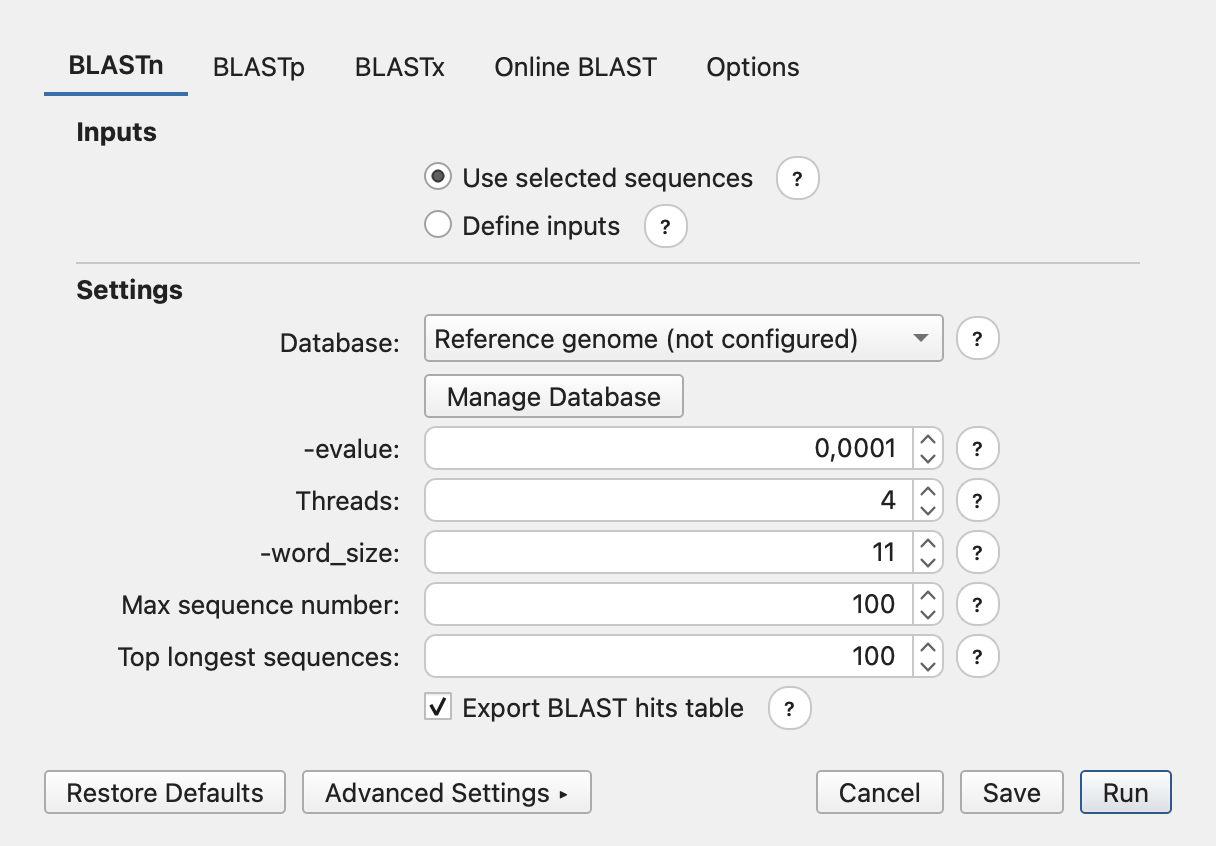 BLASTn BLASTp BLASTx Online BLAST Options
Inputs
Use selected sequences ?
Define inputs ?
Settings
Database: Reference genome (not configured) ?
Manage Database
-evalue: 0,0001 ?
Threads: 4 ?
-word_size: 11 ?
Max sequence number: 100 ?
Top longest sequences: 100 ?
Export BLAST hits table ?
Restore Defaults Advanced Settings ▸ Cancel Save Run